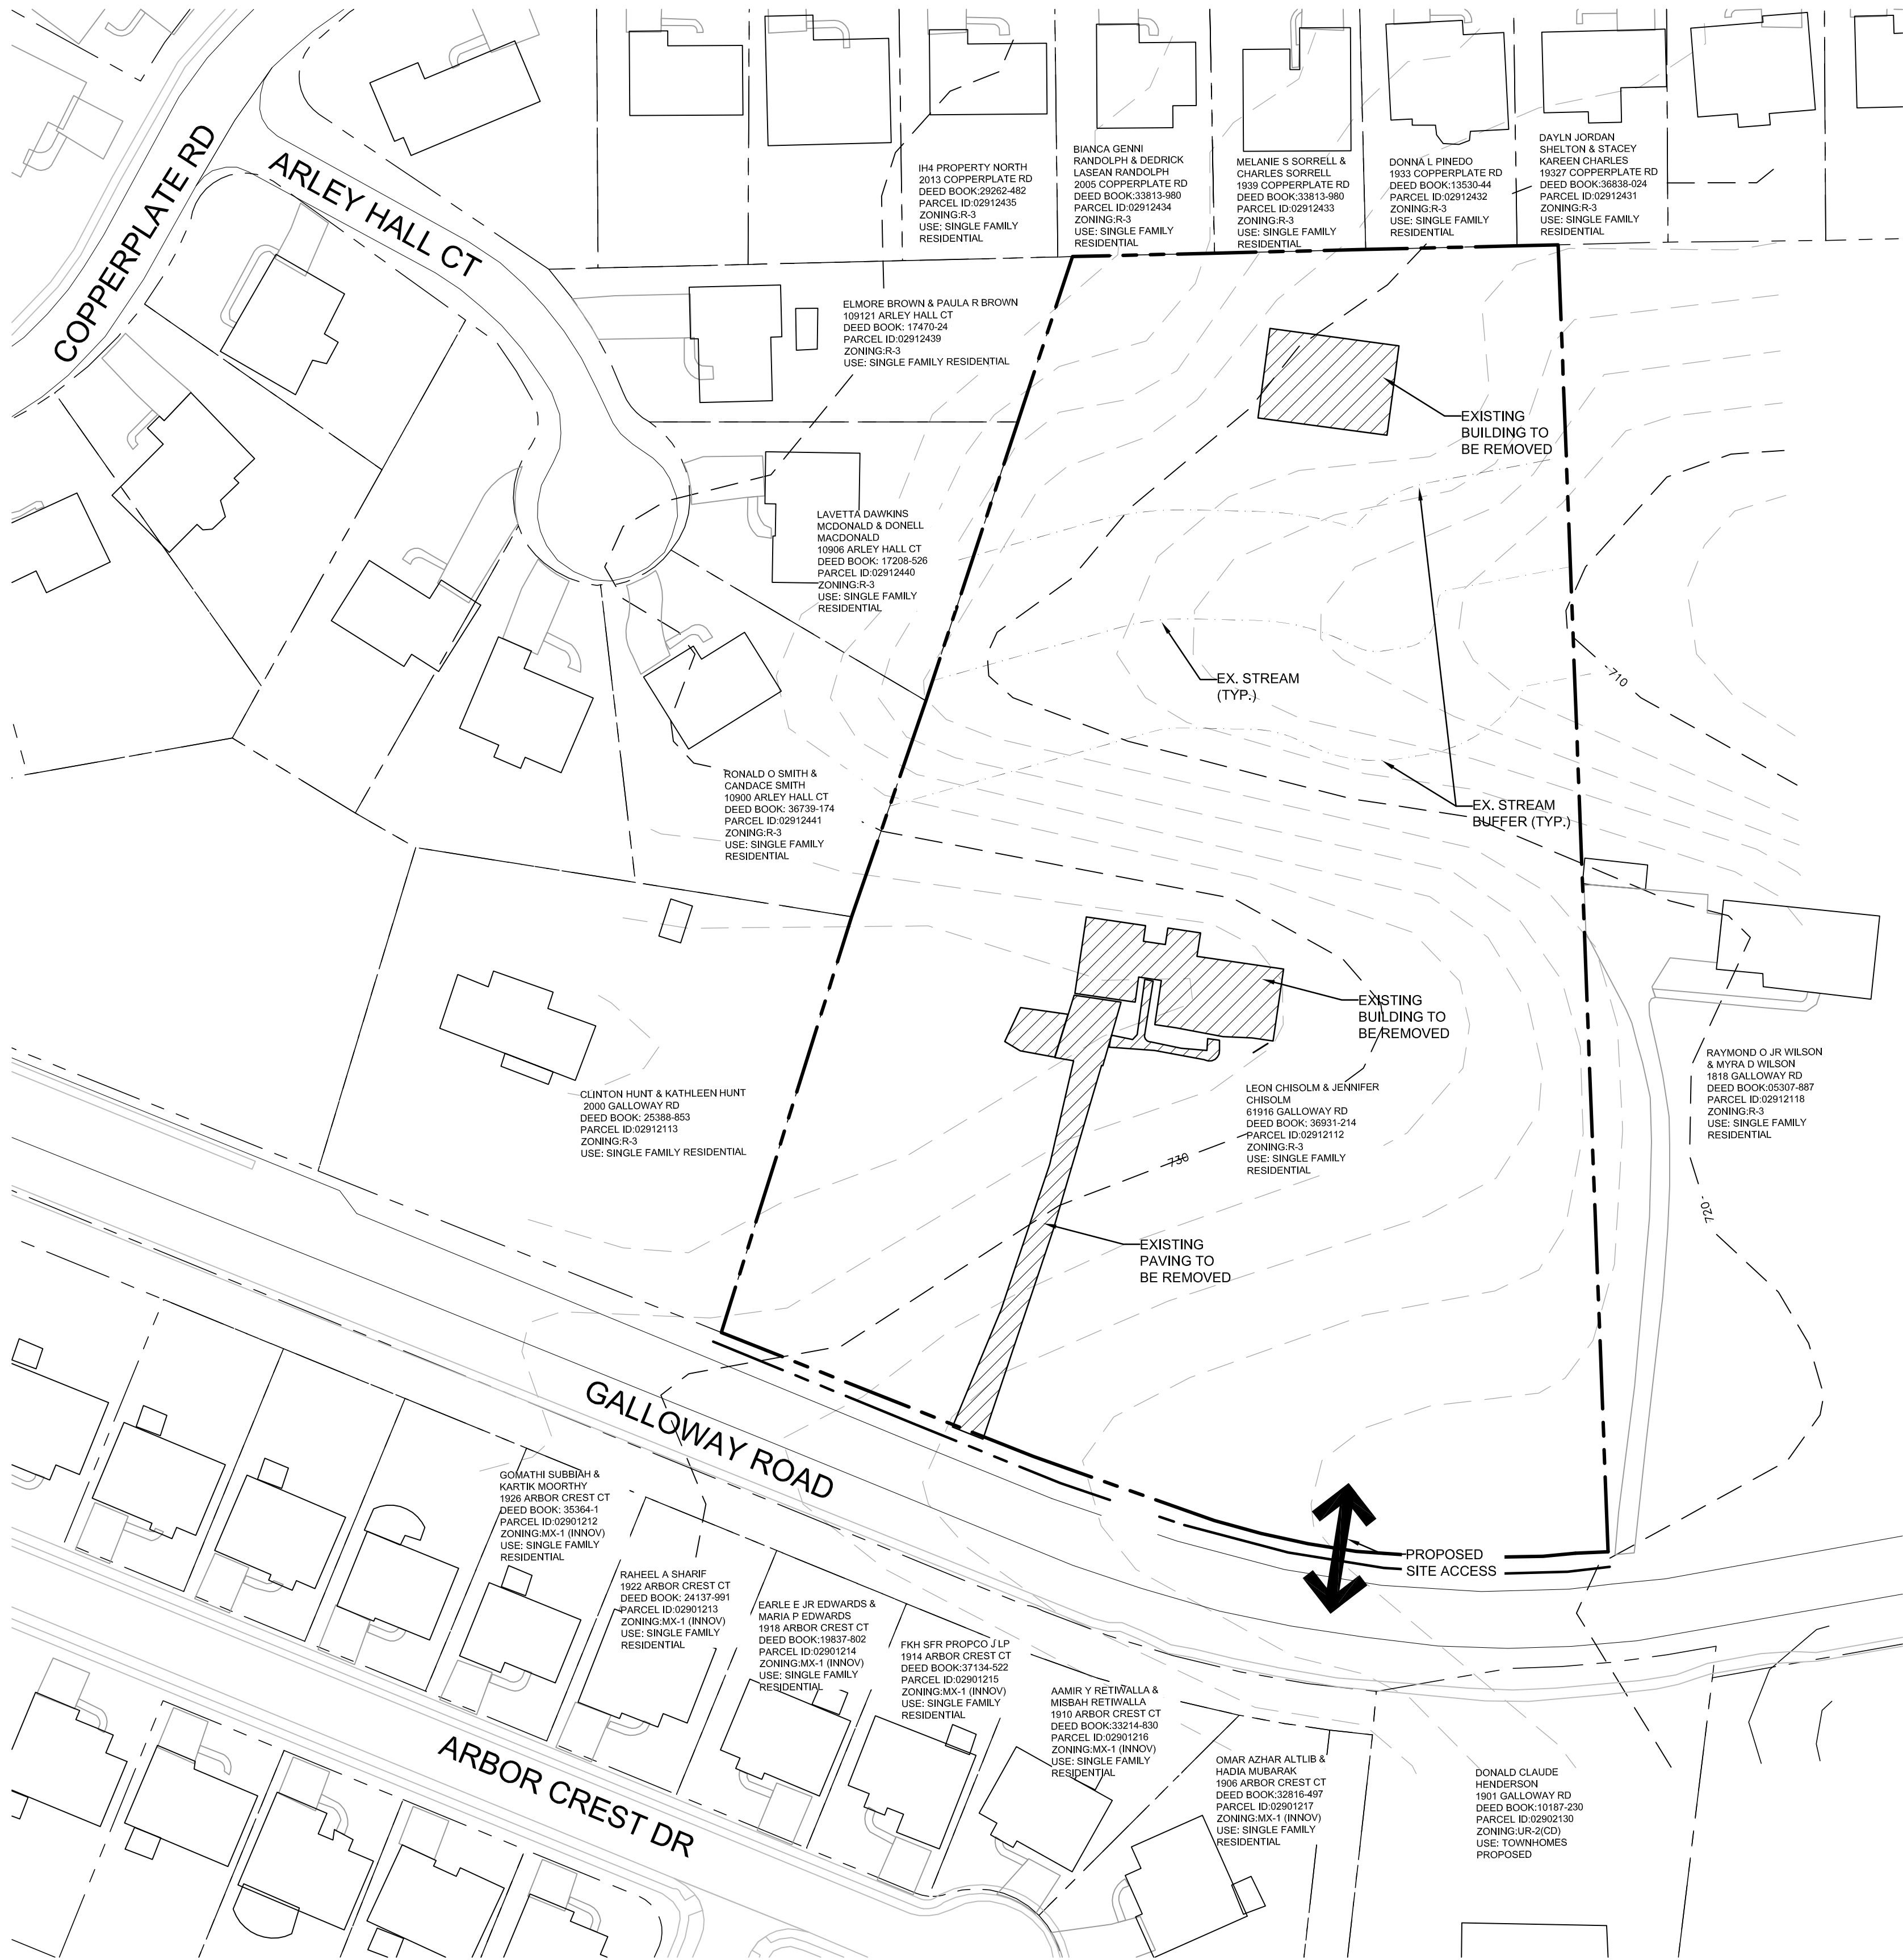 COPPERPLATE RD
ARLEY HALL CT
IH4 PROPERTY NORTH
2013 COPPERPLATE RD
DEED BOOK:29262-482
PARCEL ID:02912435
ZONING:R-3
USE: SINGLE FAMILY
RESIDENTIAL
BIANCA GENNI
RANDOLPH & DEDRICK
LASEAN RANDOLPH
2005 COPPERPLATE RD
DEED BOOK:33813-980
PARCEL ID:02912434
ZONING:R-3
USE: SINGLE FAMILY
RESIDENTIAL
MELANIE S SORRELL &
CHARLES SORRELL
1939 COPPERPLATE RD
DEED BOOK:33813-980
PARCEL ID:02912433
ZONING:R-3
USE: SINGLE FAMILY
RESIDENTIAL
DONNA L PINEDO
1933 COPPERPLATE RD
DEED BOOK:13530-44
PARCEL ID:02912432
ZONING:R-3
USE: SINGLE FAMILY
RESIDENTIAL
DAYLN JORDAN
SHELTON & STACEY
KAREEN CHARLES
19327 COPPERPLATE RD
DEED BOOK:36838-024
PARCEL ID:02912431
ZONING:R-3
USE: SINGLE FAMILY
RESIDENTIAL
ELMORE BROWN & PAULA R BROWN
109121 ARLEY HALL CT
DEED BOOK: 17470-24
PARCEL ID:02912439
ZONING:R-3
USE: SINGLE FAMILY RESIDENTIAL
EXISTING
BUILDING TO
BE REMOVED
LAVETTA DAWKINS
MCDONALD & DONELL
MACDONALD
10906 ARLEY HALL CT
DEED BOOK: 17208-526
PARCEL ID:02912440
ZONING:R-3
USE: SINGLE FAMILY
RESIDENTIAL
EX. STREAM
(TYP.)
710
RONALD O SMITH &
CANDACE SMITH
10900 ARLEY HALL CT
DEED BOOK: 36739-174
PARCEL ID:02912441
ZONING:R-3
USE: SINGLE FAMILY
RESIDENTIAL
EX. STREAM
BUFFER (TYP.)
EXISTING
BUILDING TO
BE REMOVED
RAYMOND O JR WILSON
& MYRA D WILSON
1818 GALLOWAY RD
DEED BOOK:05307-887
PARCEL ID:02912118
ZONING:R-3
USE: SINGLE FAMILY
RESIDENTIAL
CLINTON HUNT & KATHLEEN HUNT
2000 GALLOWAY RD
DEED BOOK: 25388-853
PARCEL ID:02912113
ZONING:R-3
USE: SINGLE FAMILY RESIDENTIAL
LEON CHISOLM & JENNIFER
CHISOLM
61916 GALLOWAY RD
DEED BOOK: 36931-214
PARCEL ID:02912112
ZONING:R-3
USE: SINGLE FAMILY
RESIDENTIAL
730
720
EXISTING
PAVING TO
BE REMOVED
GALLOWAY ROAD
GOMATHI SUBBIAH &
KARTIK MOORTHY
1926 ARBOR CREST CT
DEED BOOK: 35364-1
PARCEL ID:02901212
ZONING:MX-1 (INNOV)
USE: SINGLE FAMILY
RESIDENTIAL
PROPOSED
SITE ACCESS
RAHEEL A SHARIF
1922 ARBOR CREST CT
DEED BOOK: 24137-991
PARCEL ID:02901213
ZONING:MX-1 (INNOV)
USE: SINGLE FAMILY
RESIDENTIAL
EARLE E JR EDWARDS &
MARIA P EDWARDS
1918 ARBOR CREST CT
DEED BOOK:19837-802
PARCEL ID:02901214
ZONING:MX-1 (INNOV)
USE: SINGLE FAMILY
RESIDENTIAL
FKH SFR PROPCO J LP
1914 ARBOR CREST CT
DEED BOOK:37134-522
PARCEL ID:02901215
ZONING:MX-1 (INNOV)
USE: SINGLE FAMILY
RESIDENTIAL
AAMIR Y RETIWALLA &
MISBAH RETIWALLA
1910 ARBOR CREST CT
DEED BOOK:33214-830
PARCEL ID:02901216
ZONING:MX-1 (INNOV)
USE: SINGLE FAMILY
RESIDENTIAL
OMAR AZHAR ALTLIB &
HADIA MUBARAK
1906 ARBOR CREST CT
DEED BOOK:32816-497
PARCEL ID:02901217
ZONING:MX-1 (INNOV)
USE: SINGLE FAMILY
RESIDENTIAL
DONALD CLAUDE
HENDERSON
1901 GALLOWAY RD
DEED BOOK:10187-230
PARCEL ID:02902130
ZONING:UR-2(CD)
USE: TOWNHOMES
PROPOSED
ARBOR CREST DR